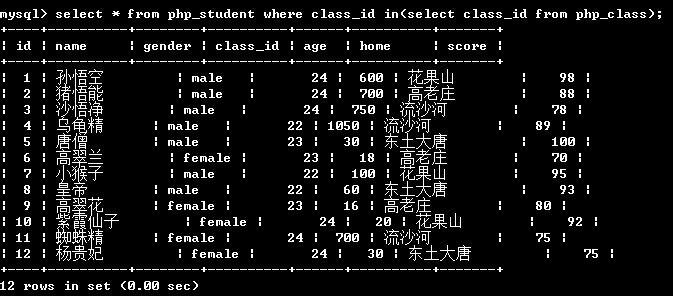 mysql> select * from php_student where class_id in(select class_id from php_class);
+----+----------+--------+----------+------+--------+-------+
| id | name | gender | class_id | age | home | score |
+----+----------+--------+----------+------+--------+-------+
| 1 | 孙悟空 | male | 24 | 600 | 花果山 | 98 |
| 2 | 猪悟能 | male | 24 | 700 | 高老庄 | 88 |
| 3 | 沙悟净 | male | 24 | 750 | 流沙河 | 78 |
| 4 | 乌龟精 | male | 22 | 1050 | 流沙河 | 89 |
| 5 | 唐僧 | male | 23 | 30 | 东土大唐 | 100 |
| 6 | 高翠兰 | female | 23 | 18 | 高老庄 | 70 |
| 7 | 小猴子 | male | 22 | 100 | 花果山 | 95 |
| 8 | 皇帝 | male | 22 | 60 | 东土大唐 | 93 |
| 9 | 高翠花 | female | 23 | 16 | 高老庄 | 80 |
| 10 | 紫霞仙子 | female | 24 | 20 | 花果山 | 92 |
| 11 | 蜘蛛精 | female | 24 | 700 | 流沙河 | 75 |
| 12 | 杨贵妃 | female | 24 | 30 | 东土大唐 | 75 |
+----+----------+--------+----------+------+--------+-------+
12 rows in set (0.00 sec)